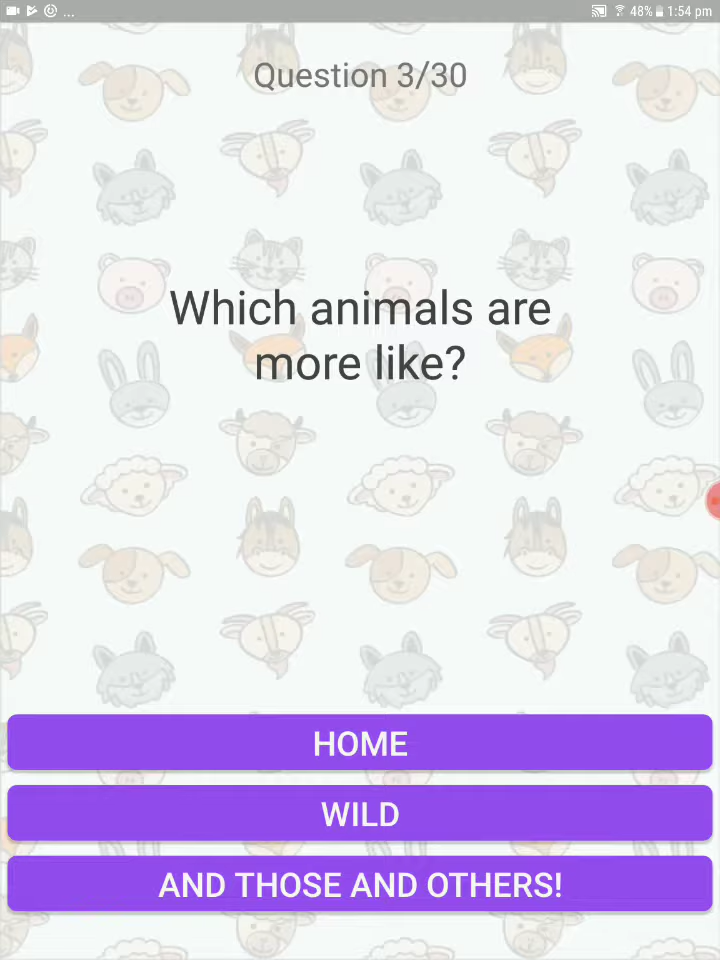 ... 48% 1:54 pm
Question 3/30
Which animals are
more like?
HOME
WILD
AND THOSE AND OTHERS!